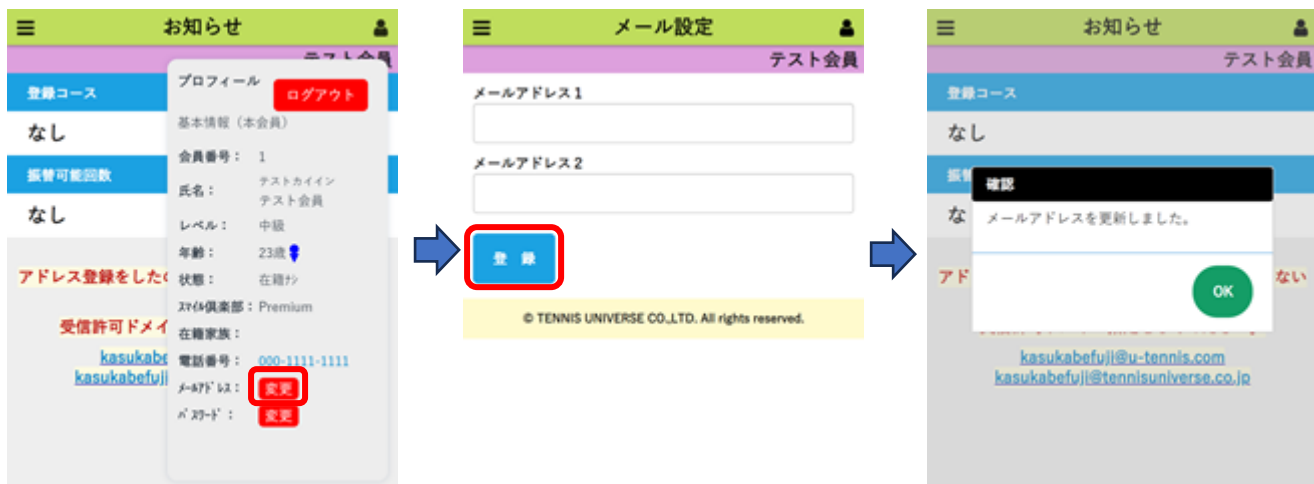 お知らせ
テスト会員
登録コース
なし
振替可能回数
なし
アドレス登録をした
受信許可ドメイ
kasukabe
kasukabefuji
プロフィール
ログアウト
基本情報（本会員）
会員番号： 1
氏名： テストカイイン
テスト会員
レベル： 中級
年齢： 23歳
状態： 在籍ﾅｼ
ｽﾏｲﾙ倶楽部：Premium
在籍家族：
電話番号： 000-1111-1111
ﾒｰﾙｱﾄﾞﾚｽ： 変更
ﾊﾟｽﾜｰﾄﾞ： 変更
メール設定
テスト会員
メールアドレス1
メールアドレス2
登 録
© TENNIS UNIVERSE CO.,LTD. All rights reserved.
お知らせ
テスト会員
登録コース
なし
振替
な
確認
メールアドレスを更新しました。
OK
アド
ない
kasukabefuji@u-tennis.com
kasukabefuji@tennisuniverse.co.jp